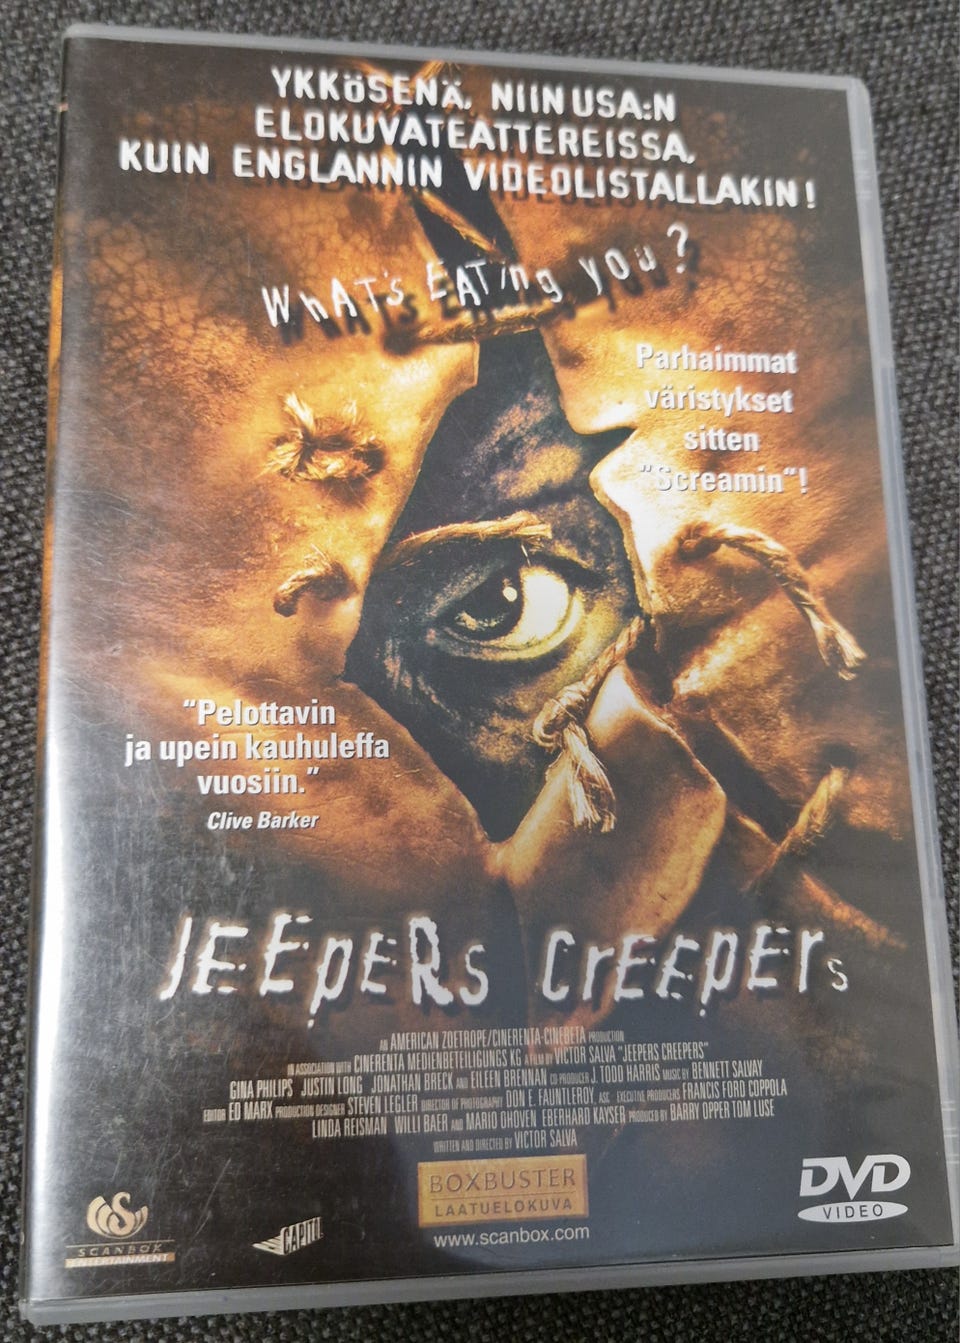 YKKÖSENÄ, NIIN USA:N
ELOKUVATEATTEREISSA,
KUIN ENGLANNIN VIDEOLISTALLAKIN!
WhAT's EATing you?
Parhaimmat
väristykset
sitten
"Screamin"!
"Pelottavin
ja upein kauhuleffa
vuosiin."
Clive Barker
JEEpERs CrEEpErs
AN AMERICAN ZOETROPE/CINERENTA-CINEBETA PRODUCTION
IN ASSOCIATION WITH CINERENTA MEDIENBETEILIGUNGS KG A FILM BY VICTOR SALVA "JEEPERS CREEPERS"
GINA PHILIPS JUSTIN LONG JONATHAN BRECK AND EILEEN BRENNAN CO-PRODUCER J. TODD HARRIS MUSIC BY BENNETT SALVAY
EDITOR ED MARX PRODUCTION DESIGNER STEVEN LEGLER DIRECTOR OF PHOTOGRAPHY DON E. FAUNTLEROY, ASC EXECUTIVE PRODUCERS FRANCIS FORD COPPOLA
LINDA REISMAN WILLI BAER AND MARIO OHOVEN EBERHARD KAYSER PRODUCED BY BARRY OPPER TOM LUSE
WRITTEN AND DIRECTED BY VICTOR SALVA
BOXBUSTER
LAATUELOKUVA
www.scanbox.com
S
SCANBOX
ENTERTAINMENT
CAPITOL
DVD
VIDEO